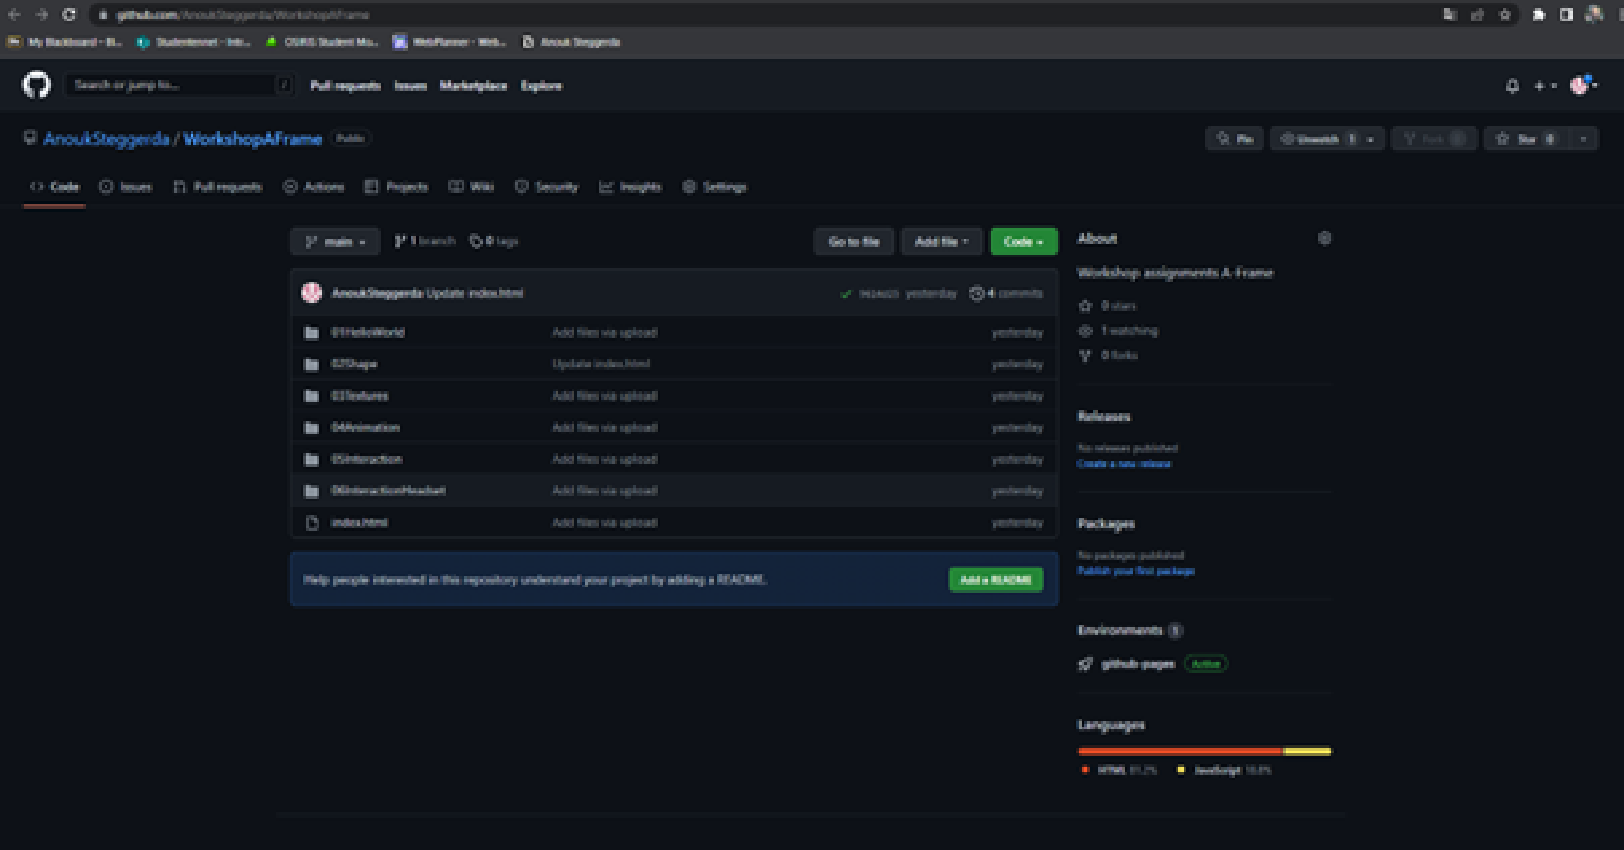 github.com/AnoukSteggerda/WorkshopAFrame
My Blackboard - Bl... Studentennet - Intr... OSIRIS Student Mo... WebPlanner - Web... Anouk Steggerda
Search or jump to... / Pull requests Issues Marketplace Explore
AnoukSteggerda / WorkshopAFrame Public Pin Unwatch 1 Fork 0 Star 0
Code Issues Pull requests Actions Projects Wiki Security Insights Settings
main 1 branch 0 tags Go to file Add file Code
AnoukSteggerda Update index.html yesterday 4 commits
01HelloWorld Add files via upload yesterday
02Shape Update index.html yesterday
03Textures Add files via upload yesterday
04Animation Add files via upload yesterday
05Interaction Add files via upload yesterday
06InteractionHeadset Add files via upload yesterday
index.html Add files via upload yesterday
Help people interested in this repository understand your project by adding a README. Add a README
About
Workshop assignments A-Frame
0 stars
1 watching
0 forks
Releases
No releases published
Create a new release
Packages
No packages published
Publish your first package
Environments 1
github-pages Active
Languages
HTML 81.2% JavaScript 18.8%